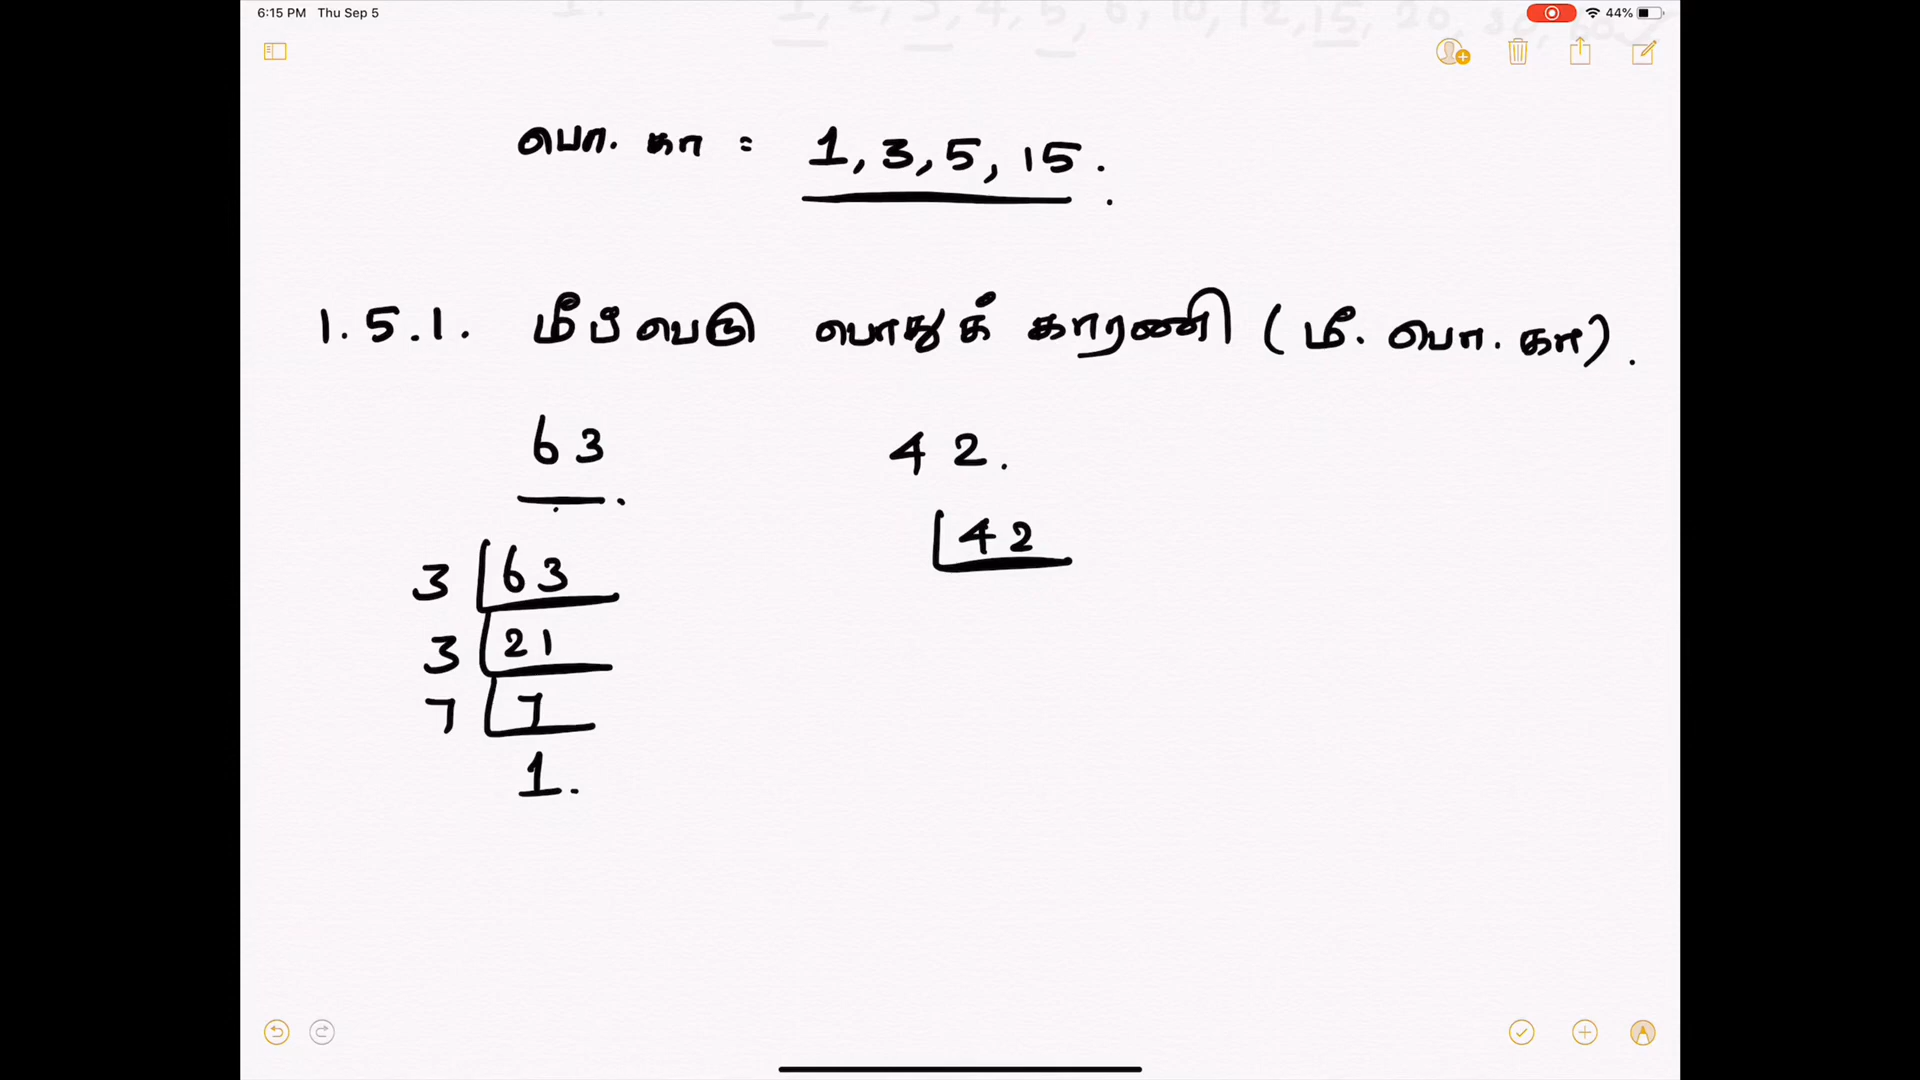 6:15 PM Thu Sep 5
44%
பொ. கா = 1, 3, 5, 15.
1.5.1. மீப்பெரு பொதுக் காரணி (மீ. பொ. கா).
63
42.
42
3 63
3 21
7 7
1.